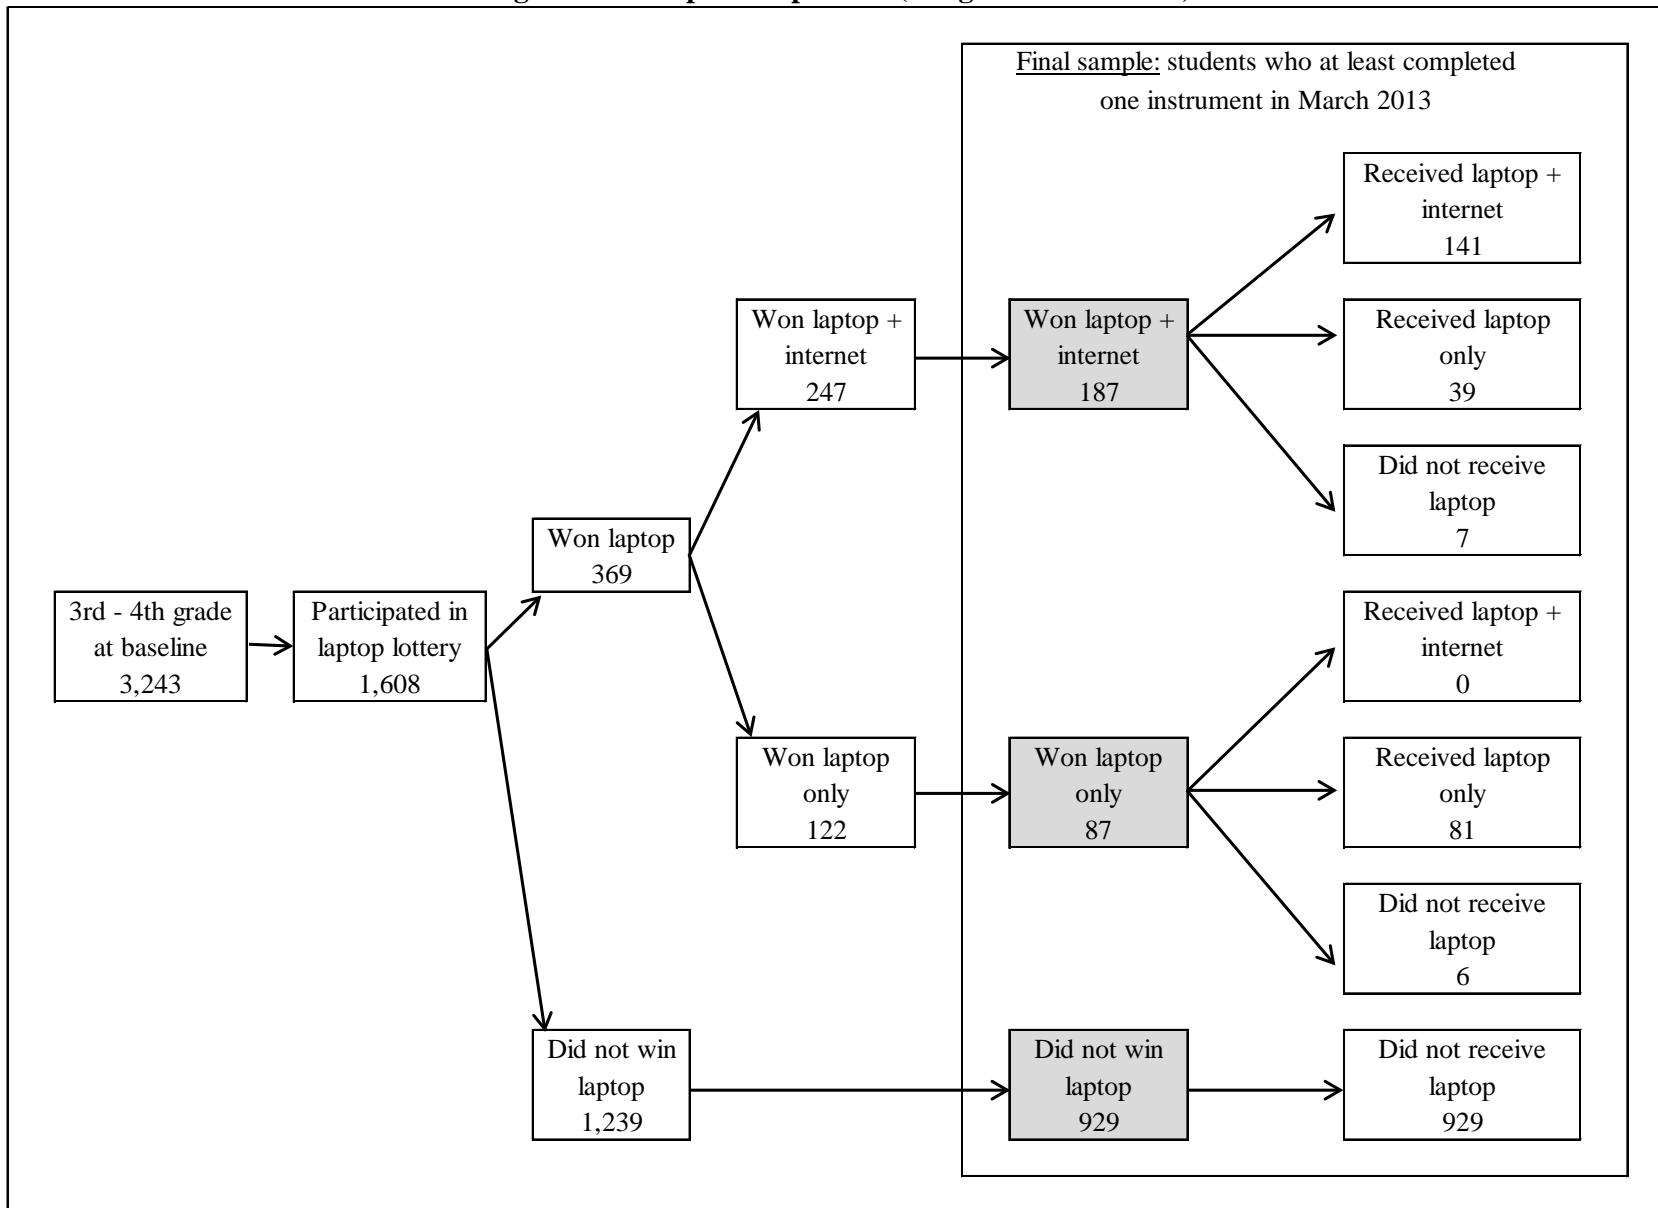 Final sample: students who at least completed
one instrument in March 2013
3rd - 4th grade
at baseline
3,243
Participated in
laptop lottery
1,608
Won laptop
369
Did not win
laptop
1,239
Won laptop +
internet
247
Won laptop
only
122
Won laptop +
internet
187
Won laptop
only
87
Did not win
laptop
929
Received laptop +
internet
141
Received laptop
only
39
Did not receive
laptop
7
Received laptop +
internet
0
Received laptop
only
81
Did not receive
laptop
6
Did not receive
laptop
929